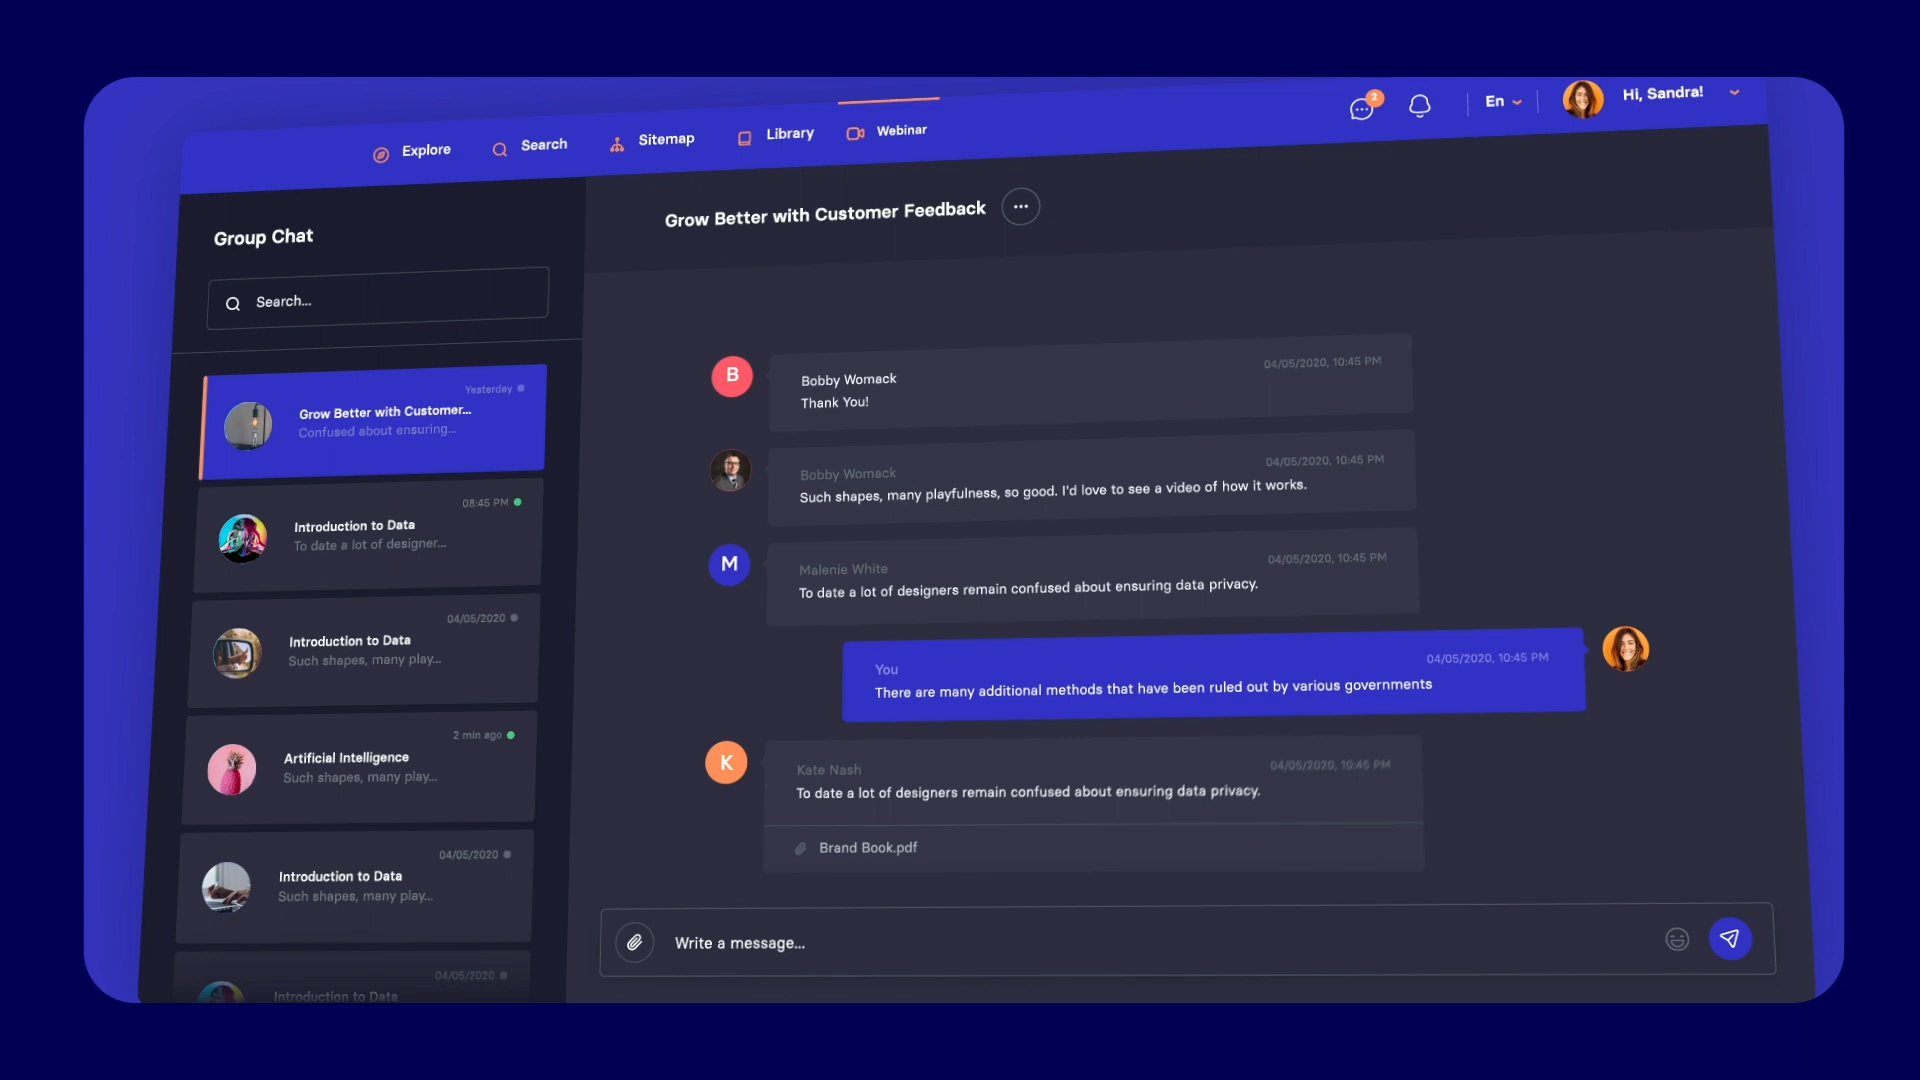 Explore
Search
Sitemap
Library
Webinar
2
En
Hi, Sandra!
Group Chat
Search...
Yesterday
Grow Better with Customer...
Confused about ensuring...
08:45 PM
Introduction to Data
To date a lot of designer...
04/05/2020
Introduction to Data
Such shapes, many play...
2 min ago
Artificial Intelligence
Such shapes, many play...
04/05/2020
Introduction to Data
Such shapes, many play...
04/05/2020
Introduction to Data
Grow Better with Customer Feedback
B
Bobby Womack
04/05/2020, 10:45 PM
Thank You!
Bobby Womack
04/05/2020, 10:45 PM
Such shapes, many playfulness, so good. I'd love to see a video of how it works.
M
Malenie White
04/05/2020, 10:45 PM
To date a lot of designers remain confused about ensuring data privacy.
You
04/05/2020, 10:45 PM
There are many additional methods that have been ruled out by various governments
K
Kate Nash
04/05/2020, 10:45 PM
To date a lot of designers remain confused about ensuring data privacy.
Brand Book.pdf
Write a message...